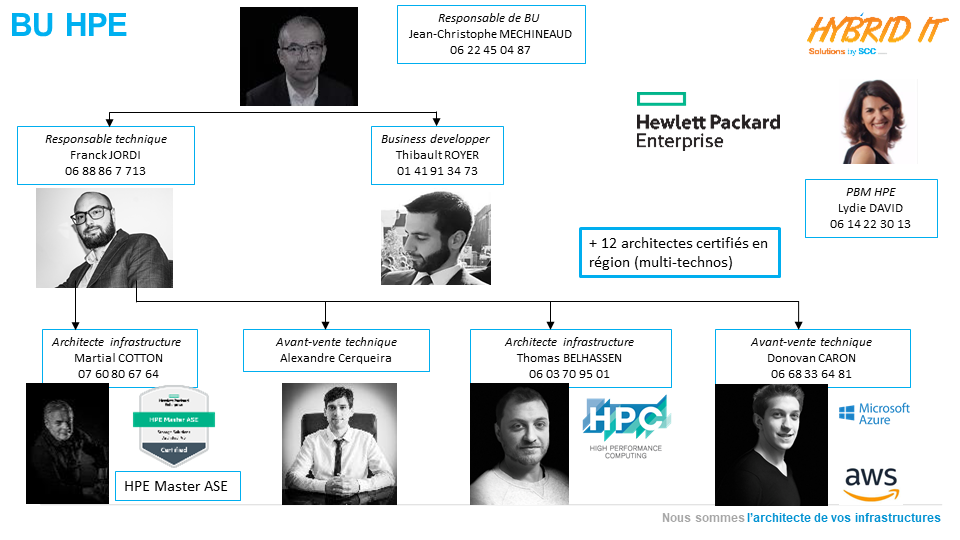 BU HPE
Responsable de BU
Jean-Christophe MECHINEAUD
06 22 45 04 87
HYBRID IT
Solutions by SCC
Responsable technique
Franck JORDI
06 88 86 7 713
Business developper
Thibault ROYER
01 41 91 34 73
Hewlett Packard
Enterprise
PBM HPE
Lydie DAVID
06 14 22 30 13
+ 12 architectes certifiés en
région (multi-technos)
Architecte infrastructure
Martial COTTON
07 60 80 67 64
Avant-vente technique
Alexandre Cerqueira
Architecte infrastructure
Thomas BELHASSEN
06 03 70 95 01
Avant-vente technique
Donovan CARON
06 68 33 64 81
Hewlett Packard
Enterprise
HPE Master ASE
Storage Solutions
Certified
HPE Master ASE
HPC
HIGH PERFORMANCE
COMPUTING
Microsoft
Azure
aws
Nous sommes l'architecte de vos infrastructures